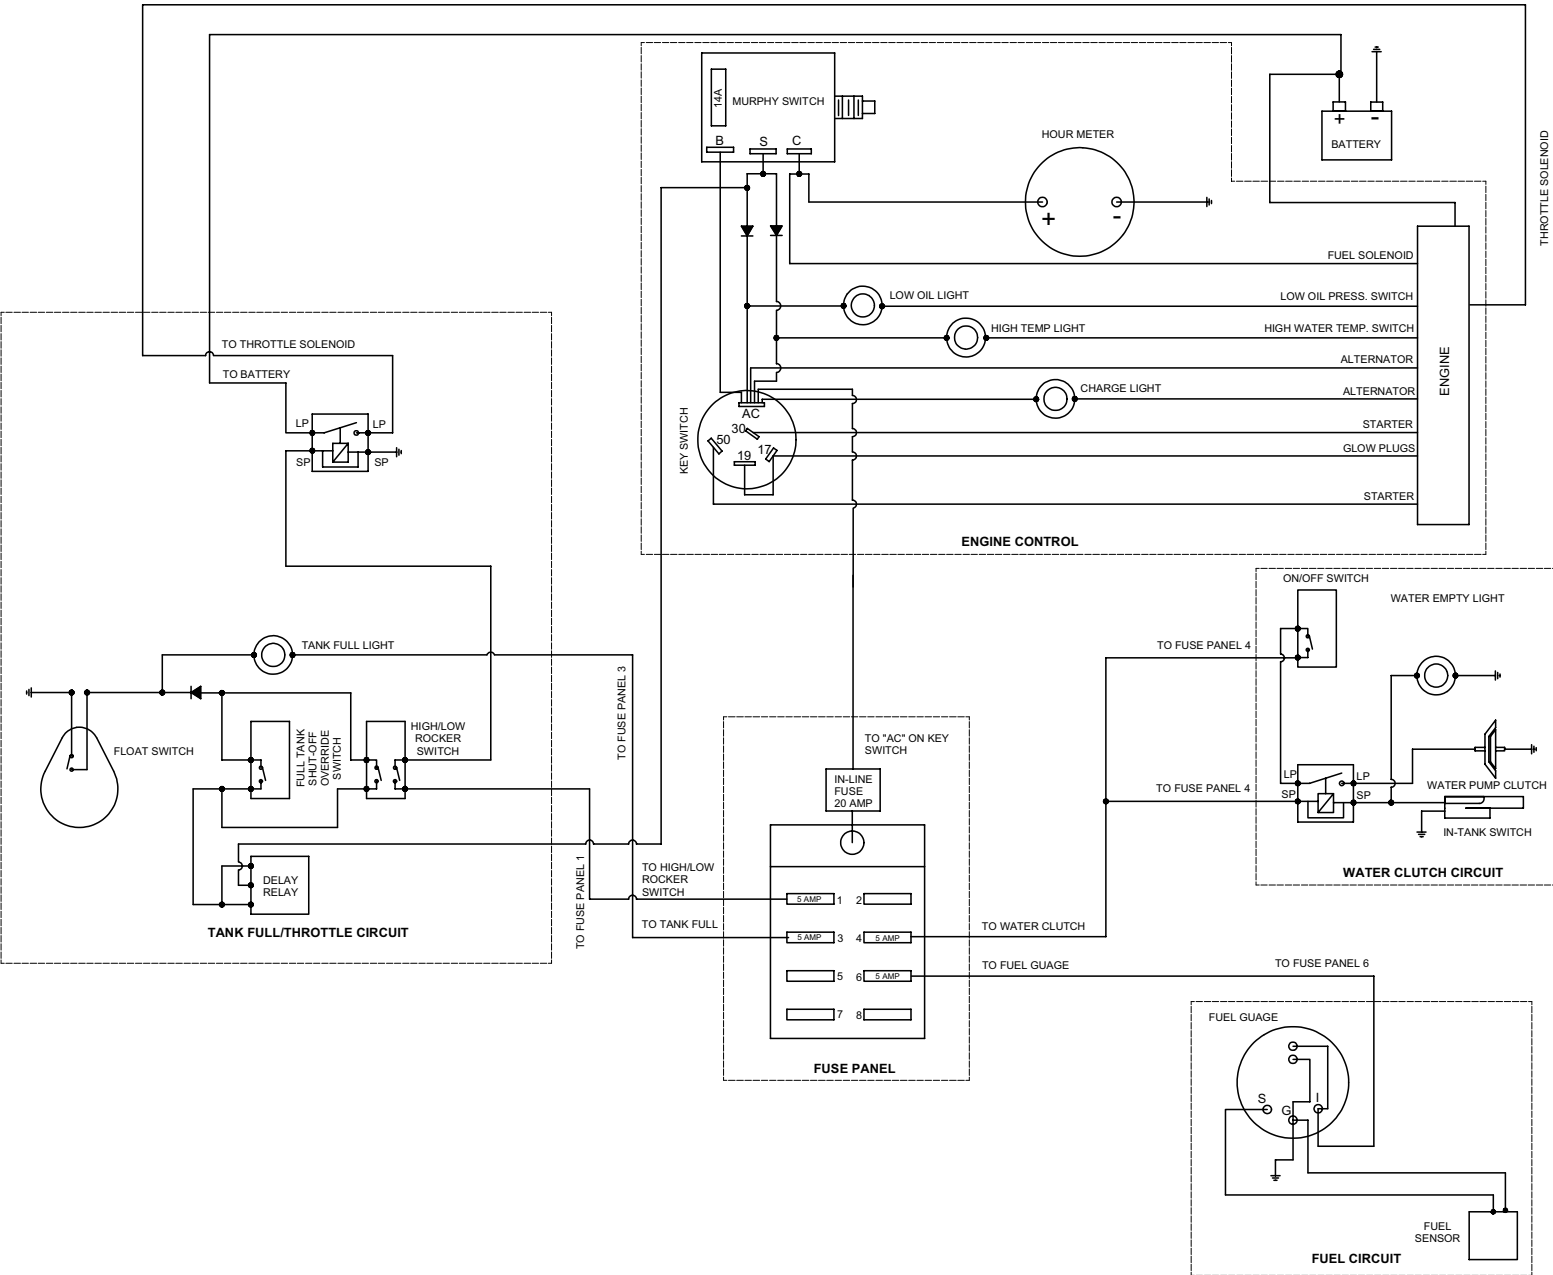 MURPHY SWITCH
14A
B
S
C
HOUR METER
+
-
+
-
BATTERY
THROTTLE SOLENOID
FUEL SOLENOID
LOW OIL LIGHT
LOW OIL PRESS. SWITCH
HIGH TEMP LIGHT
HIGH WATER TEMP. SWITCH
ALTERNATOR
CHARGE LIGHT
ALTERNATOR
STARTER
GLOW PLUGS
STARTER
ENGINE
KEY SWITCH
AC
30
50
19
17
ENGINE CONTROL
TO THROTTLE SOLENOID
TO BATTERY
LP
LP
SP
SP
TANK FULL LIGHT
FLOAT SWITCH
FULL TANK
SHUT-OFF
OVERRIDE
SWITCH
HIGH/LOW
ROCKER
SWITCH
DELAY
RELAY
TANK FULL/THROTTLE CIRCUIT
TO FUSE PANEL 3
TO FUSE PANEL 1
TO HIGH/LOW
ROCKER
SWITCH
TO TANK FULL
TO "AC" ON KEY
SWITCH
IN-LINE
FUSE
20 AMP
5 AMP
1
2
5 AMP
3
4
5 AMP
5
6
5 AMP
7
8
FUSE PANEL
TO WATER CLUTCH
TO FUEL GUAGE
TO FUSE PANEL 6
ON/OFF SWITCH
WATER EMPTY LIGHT
TO FUSE PANEL 4
TO FUSE PANEL 4
LP
LP
SP
SP
WATER PUMP CLUTCH
IN-TANK SWITCH
WATER CLUTCH CIRCUIT
FUEL GUAGE
S
G
I
FUEL
SENSOR
FUEL CIRCUIT